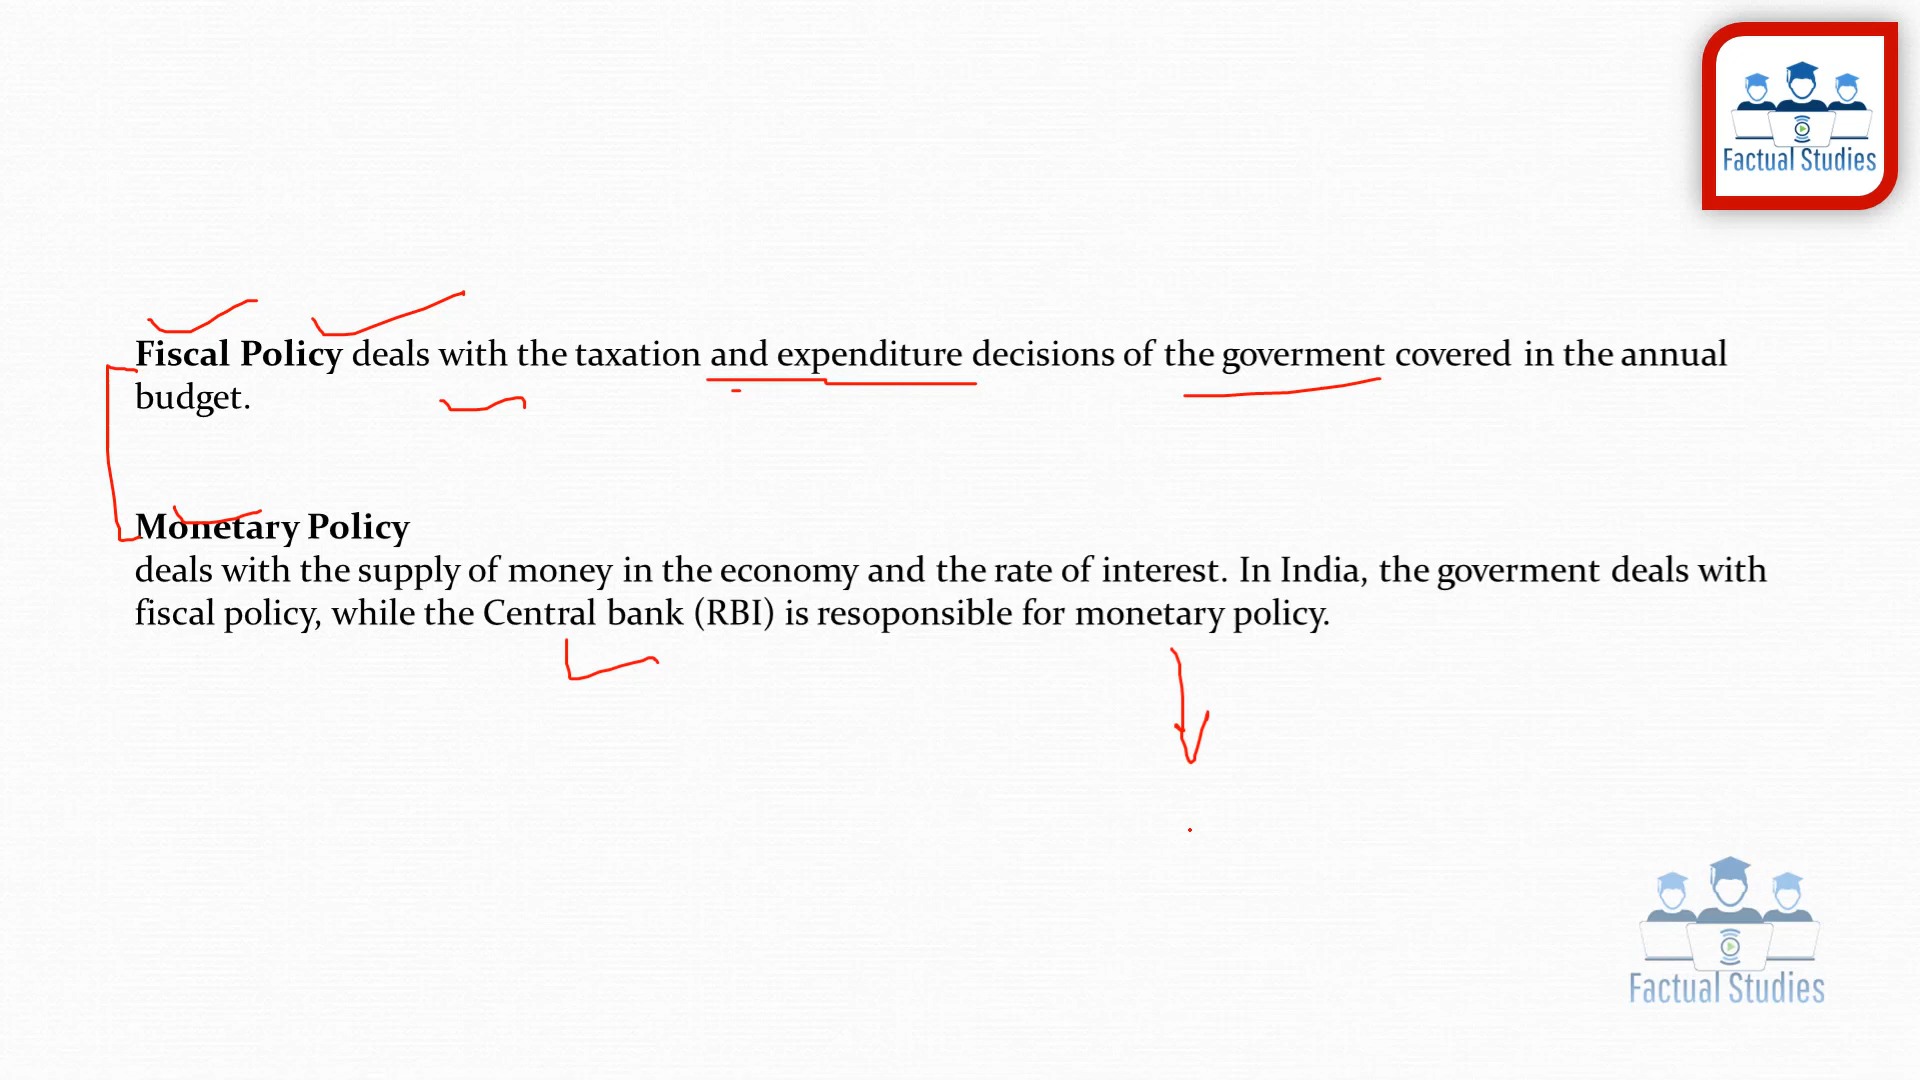 Factual Studies
Fiscal Policy deals with the taxation and expenditure decisions of the goverment covered in the annual
budget.
Monetary Policy
deals with the supply of money in the economy and the rate of interest. In India, the goverment deals with
fiscal policy, while the Central bank (RBI) is resoponsible for monetary policy.
Factual Studies